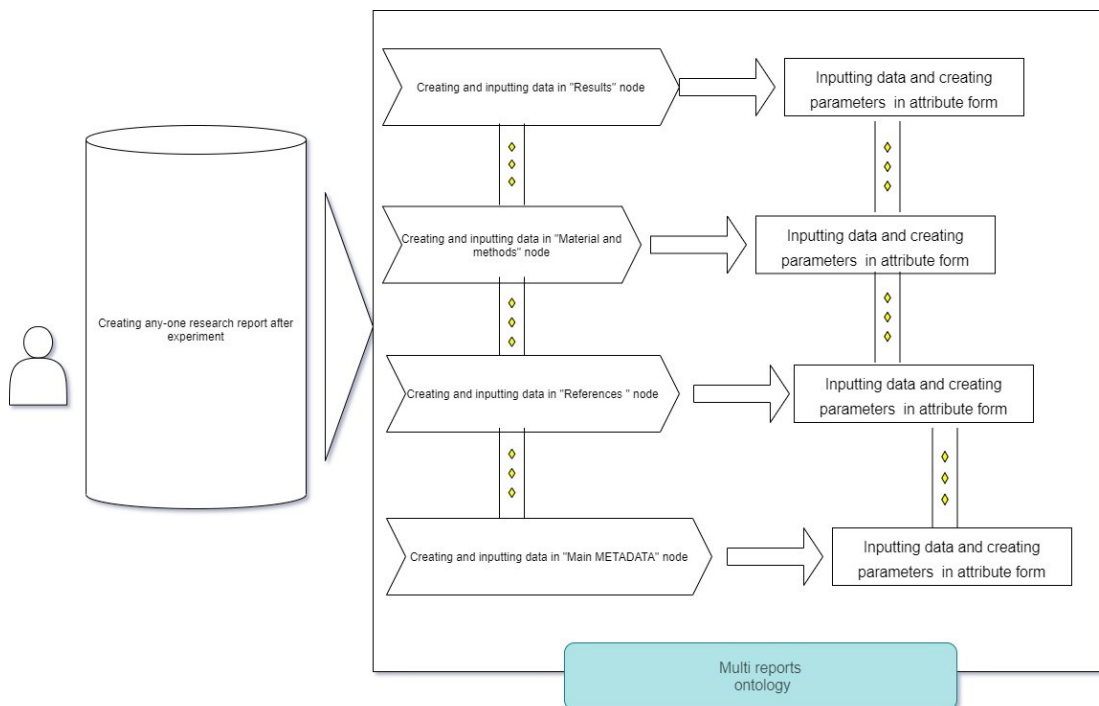 Creating and inputting data in "Results" node
Inputting data and creating
parameters in attribute form
Creating and inputting data in "Material and
methods" node
Inputting data and creating
parameters in attribute form
Creating any-one research report after
experiment
Creating and inputting data in "References " node
Inputting data and creating
parameters in attribute form
Creating and inputting data in "Main METADATA" node
Inputting data and creating
parameters in attribute form
Multi reports
ontology